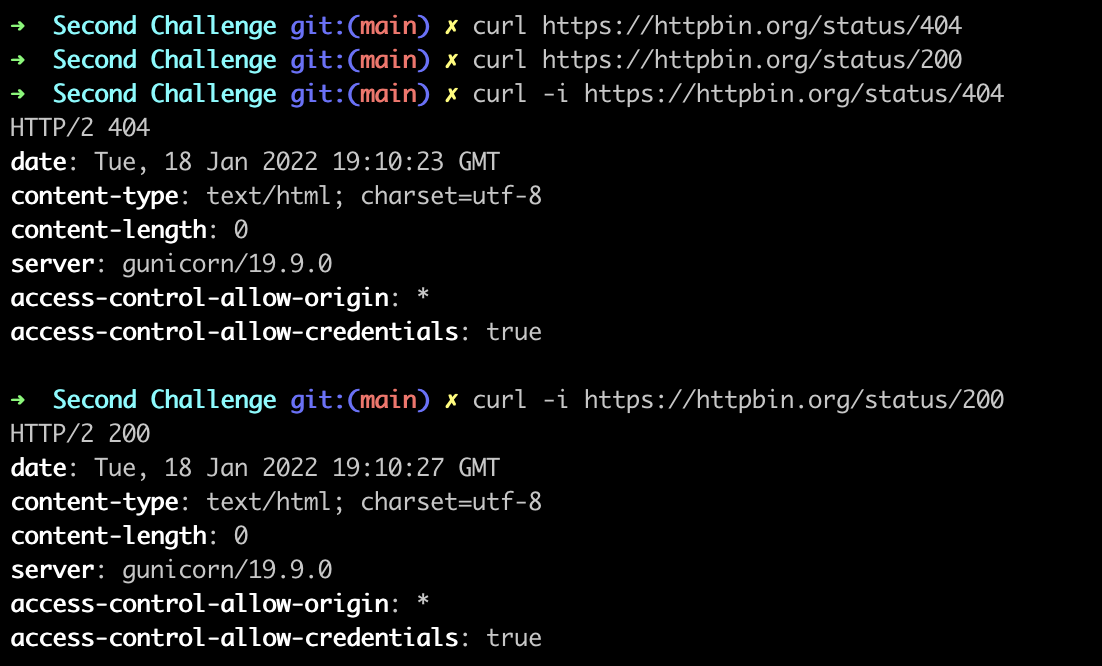 ➜  Second Challenge git:(main) ✗ curl https://httpbin.org/status/404
➜  Second Challenge git:(main) ✗ curl https://httpbin.org/status/200
➜  Second Challenge git:(main) ✗ curl -i https://httpbin.org/status/404
HTTP/2 404
date: Tue, 18 Jan 2022 19:10:23 GMT
content-type: text/html; charset=utf-8
content-length: 0
server: gunicorn/19.9.0
access-control-allow-origin: *
access-control-allow-credentials: true

➜  Second Challenge git:(main) ✗ curl -i https://httpbin.org/status/200
HTTP/2 200
date: Tue, 18 Jan 2022 19:10:27 GMT
content-type: text/html; charset=utf-8
content-length: 0
server: gunicorn/19.9.0
access-control-allow-origin: *
access-control-allow-credentials: true